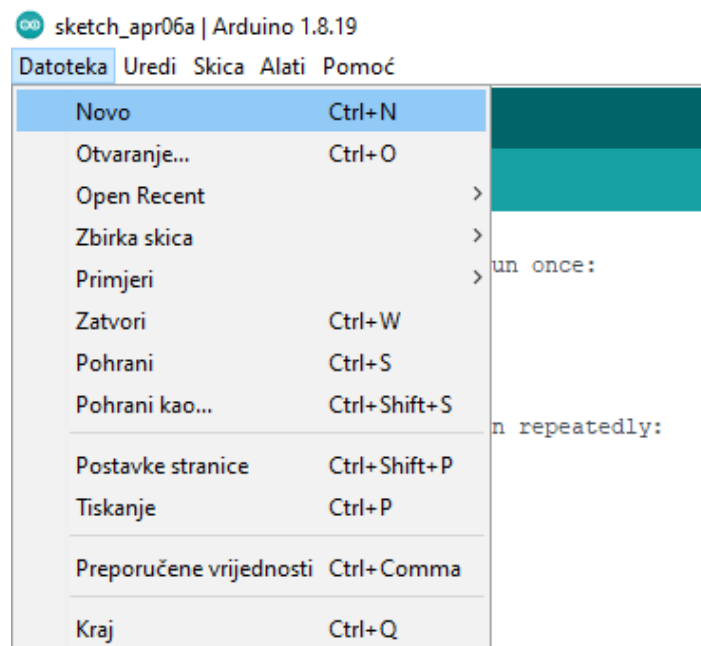 sketch_apr06a | Arduino 1.8.19
Datoteka Uredi Skica Alati Pomoć
Novo Ctrl+N
Otvaranje... Ctrl+O
Open Recent
Zbirka skica
Primjeri
un once:
Zatvori Ctrl+W
Pohrani Ctrl+S
Pohrani kao... Ctrl+Shift+S
n repeatedly:
Postavke stranice Ctrl+Shift+P
Tiskanje Ctrl+P
Preporučene vrijednosti Ctrl+Comma
Kraj Ctrl+Q